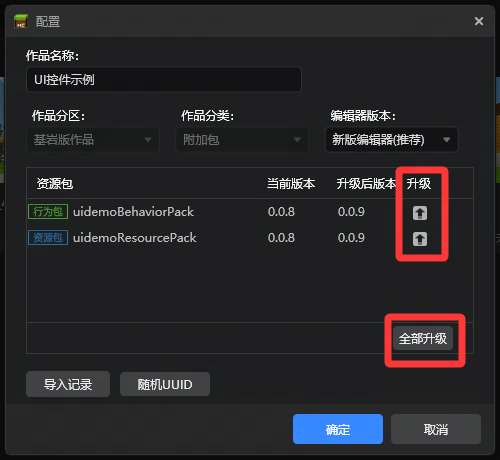 配置
作品名称:
UI控件示例
作品分区: 作品分类: 编辑器版本:
基岩版作品 附加包 新版编辑器(推荐)
资源包 当前版本 升级后版本 升级
行为包 uidemoBehaviorPack 0.0.8 0.0.9
资源包 uidemoResourcePack 0.0.8 0.0.9
全部升级
导入记录 随机UUID
确定 取消